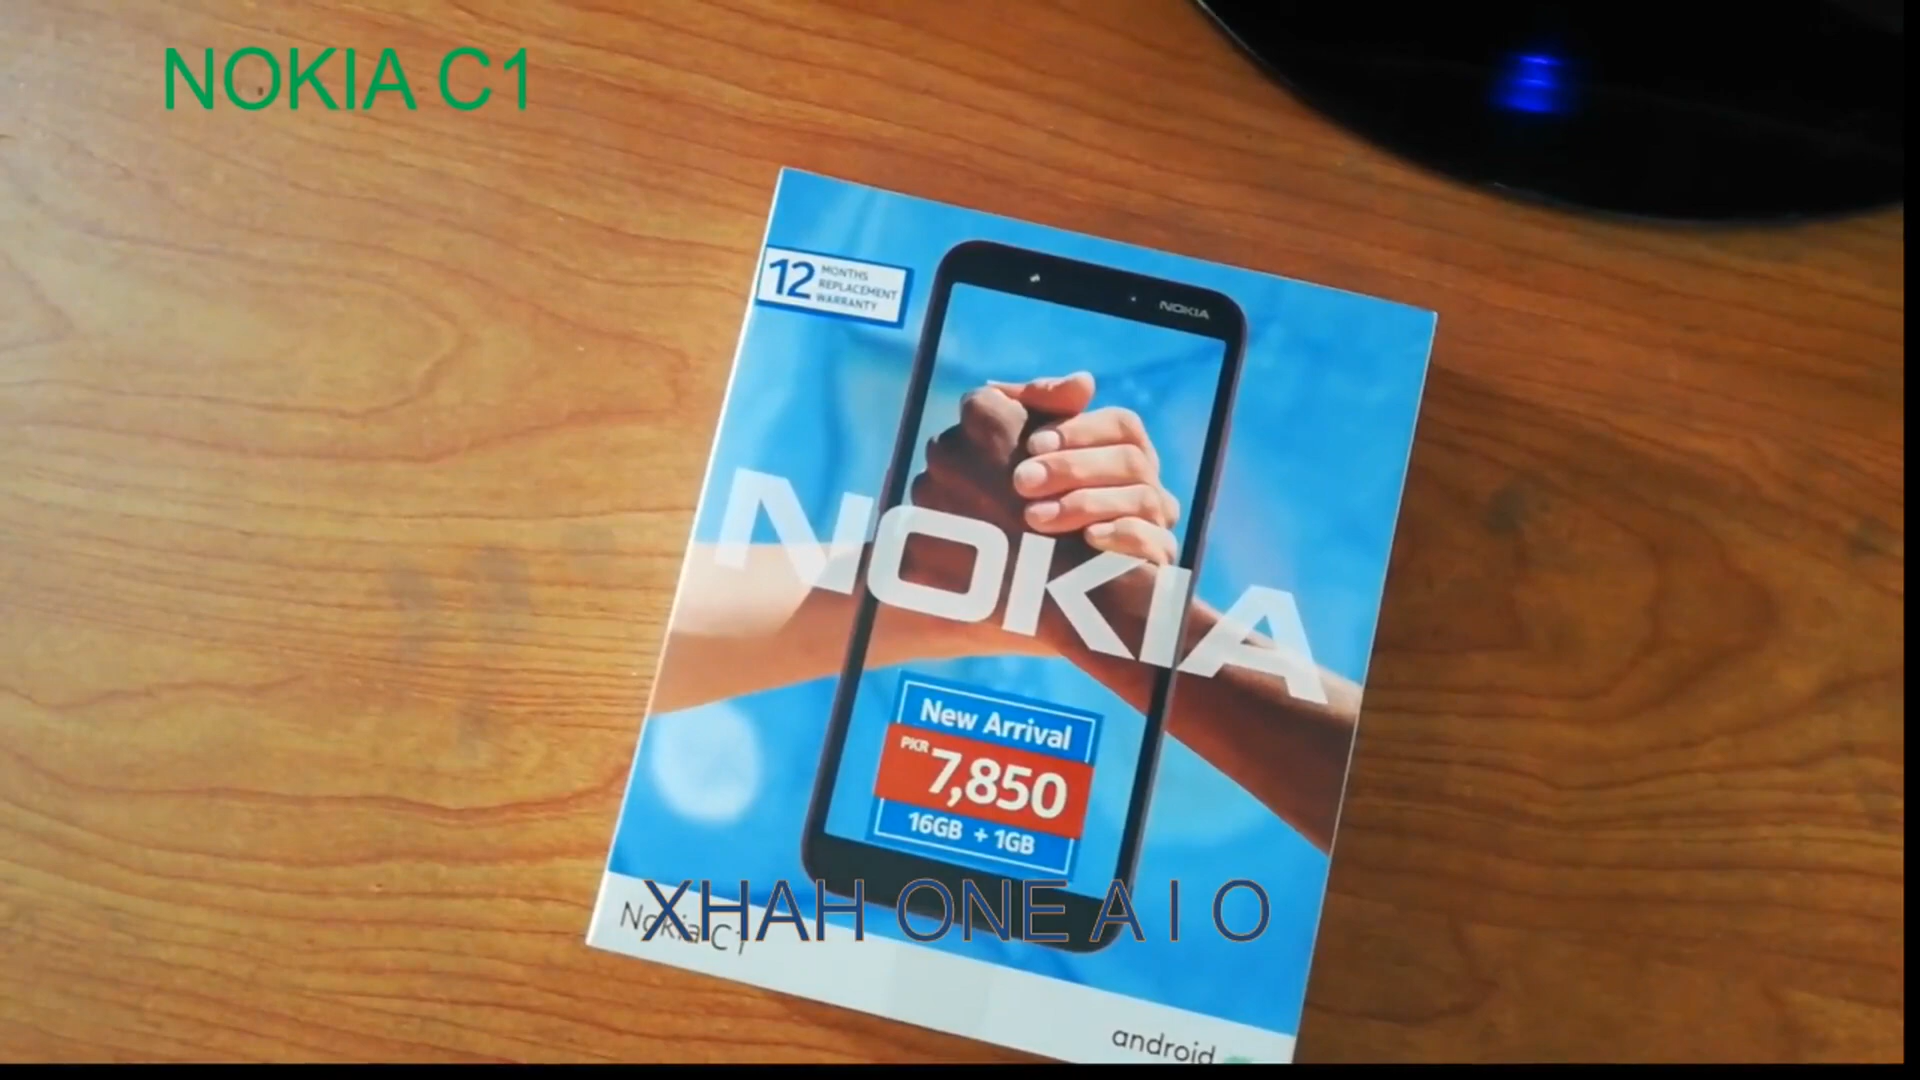 NOKIA C1
12 MONTHS
REPLACEMENT
WARRANTY
NOKIA
NOKIA
New Arrival
PKR 7,850
16GB + 1GB
XHAH ONE A I O
Nokia C1
android